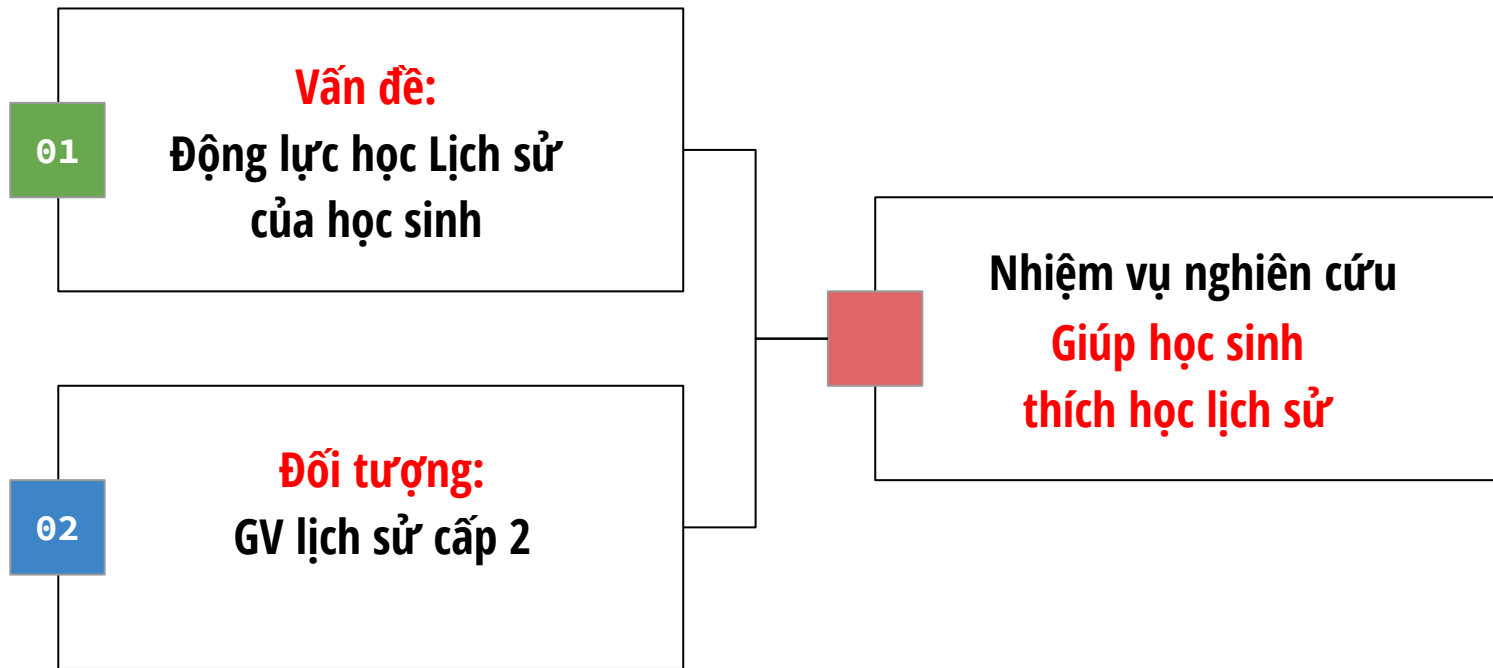 01
Vấn đề:
Động lực học Lịch sử
của học sinh
02
Đối tượng:
GV lịch sử cấp 2
Nhiệm vụ nghiên cứu
Giúp học sinh
thích học lịch sử